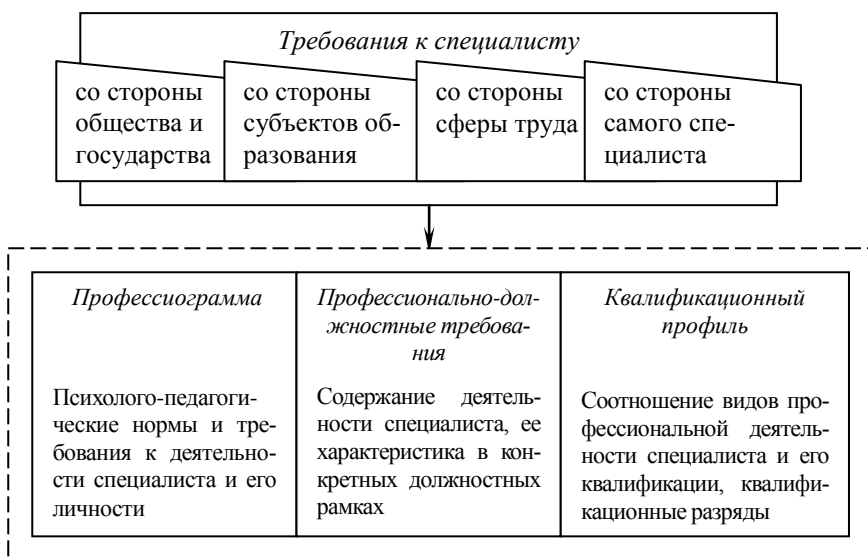 Требования к специалисту
со стороны
общества и
государства
со стороны
субъектов об-
разования
со стороны
сферы труда
со стороны
самого спе-
циалиста
Профессиограмма
Психолого-педагоги-
ческие нормы и тре-
бования к деятельно-
сти специалиста и его
личности
Профессионально-дол-
жностные требова-
ния
Содержание деятель-
ности специалиста, ее
характеристика в кон-
кретных должностных
рамках
Квалификационный
профиль
Соотношение видов про-
фессиональной деятель-
ности специалиста и его
квалификации, квалифи-
кационные разряды